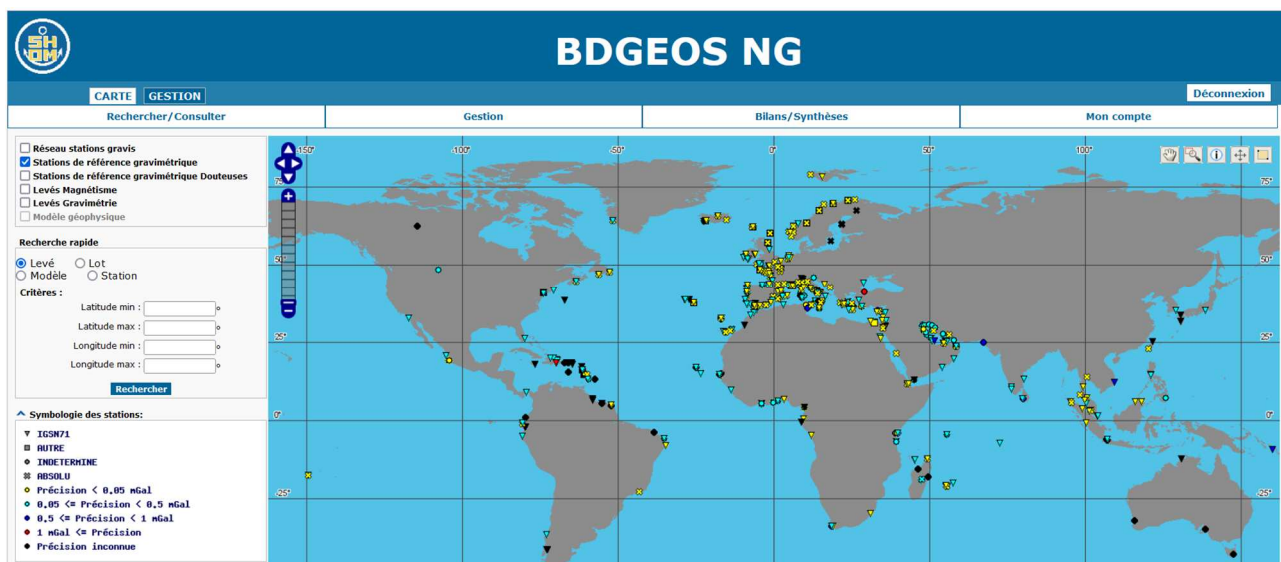 SHOM
BDGEOS NG
CARTE GESTION Déconnexion
Rechercher/Consulter Gestion Bilans/Synthèses Mon compte
Réseau stations gravis
Stations de référence gravimétrique
Stations de référence gravimétrique Douteuses
Levés Magnétisme
Levés Gravimétrie
Modèle géophysique
Recherche rapide
Levé Lot
Modèle Station
Critères :
Latitude min : °
Latitude max : °
Longitude min : °
Longitude max : °
Rechercher
Symbologie des stations:
IGSN71
AUTRE
INDETERMINE
ABSOLU
Précision < 0.05 mGal
0.05 <= Précision < 0.5 mGal
0.5 <= Précision < 1 mGal
1 mGal <= Précision
Précision inconnue
-150° -100° -50° 0° 50° 100° 150°
75° 75°
50° 50°
25° 25°
0° 0°
-25° -25°